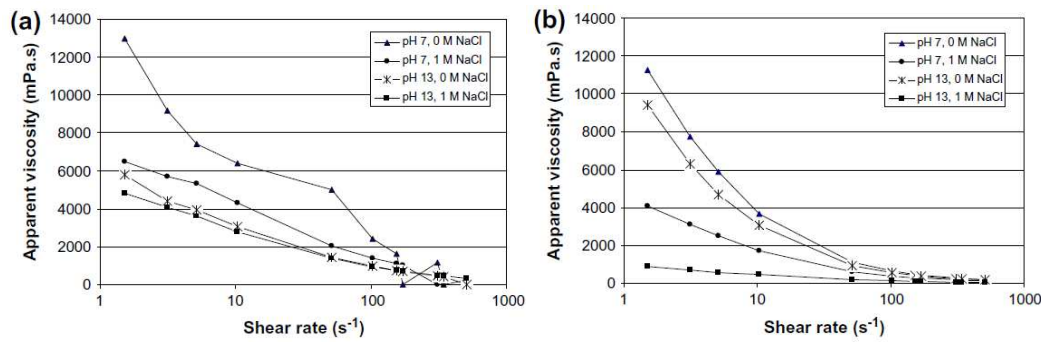 (a)
14000
12000
10000
8000
6000
4000
2000
0
Apparent viscosity (mPa.s)
1
10
100
1000
Shear rate (s⁻¹)
pH 7, 0 M NaCl
pH 7, 1 M NaCl
pH 13, 0 M NaCl
pH 13, 1 M NaCl
(b)
14000
12000
10000
8000
6000
4000
2000
0
Apparent viscosity (mPa.s)
1
10
100
1000
Shear rate (s⁻¹)
pH 7, 0 M NaCl
pH 7, 1 M NaCl
pH 13, 0 M NaCl
pH 13, 1 M NaCl